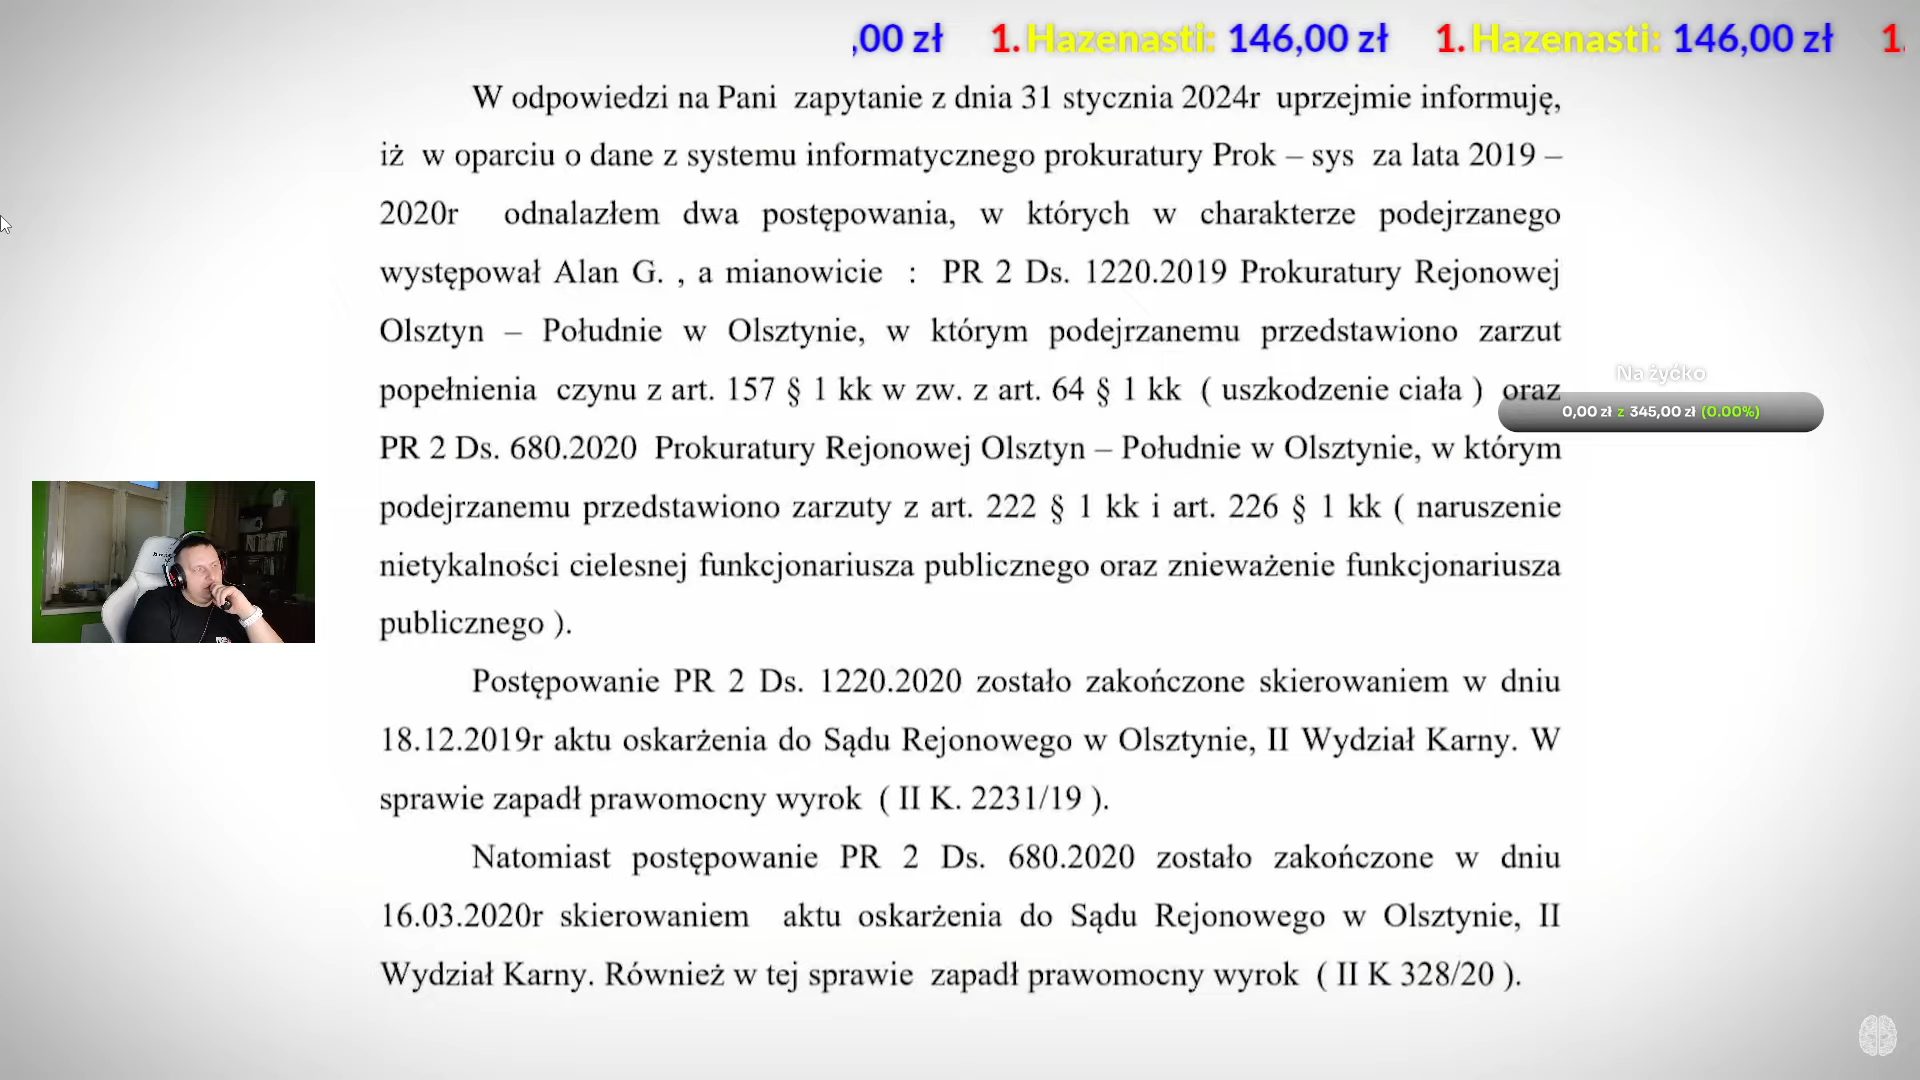 ,00 zł 1. Hazenasti: 146,00 zł 1. Hazenasti: 146,00 zł 1.
W odpowiedzi na Pani zapytanie z dnia 31 stycznia 2024r uprzejmie informuję,
iż w oparciu o dane z systemu informatycznego prokuratury Prok – sys za lata 2019 –
2020r odnalazłem dwa postępowania, w których w charakterze podejrzanego
występował Alan G. , a mianowicie : PR 2 Ds. 1220.2019 Prokuratury Rejonowej
Olsztyn – Południe w Olsztynie, w którym podejrzanemu przedstawiono zarzut
popełnienia czynu z art. 157 § 1 kk w zw. z art. 64 § 1 kk ( uszkodzenie ciała ) oraz
PR 2 Ds. 680.2020 Prokuratury Rejonowej Olsztyn – Południe w Olsztynie, w którym
podejrzanemu przedstawiono zarzuty z art. 222 § 1 kk i art. 226 § 1 kk ( naruszenie
nietykalności cielesnej funkcjonariusza publicznego oraz znieważenie funkcjonariusza
publicznego ).
Postępowanie PR 2 Ds. 1220.2020 zostało zakończone skierowaniem w dniu
18.12.2019r aktu oskarżenia do Sądu Rejonowego w Olsztynie, II Wydział Karny. W
sprawie zapadł prawomocny wyrok ( II K. 2231/19 ).
Natomiast postępowanie PR 2 Ds. 680.2020 zostało zakończone w dniu
16.03.2020r skierowaniem aktu oskarżenia do Sądu Rejonowego w Olsztynie, II
Wydział Karny. Również w tej sprawie zapadł prawomocny wyrok ( II K 328/20 ).
Na żyćko
0,00 zł z 345,00 zł (0.00%)